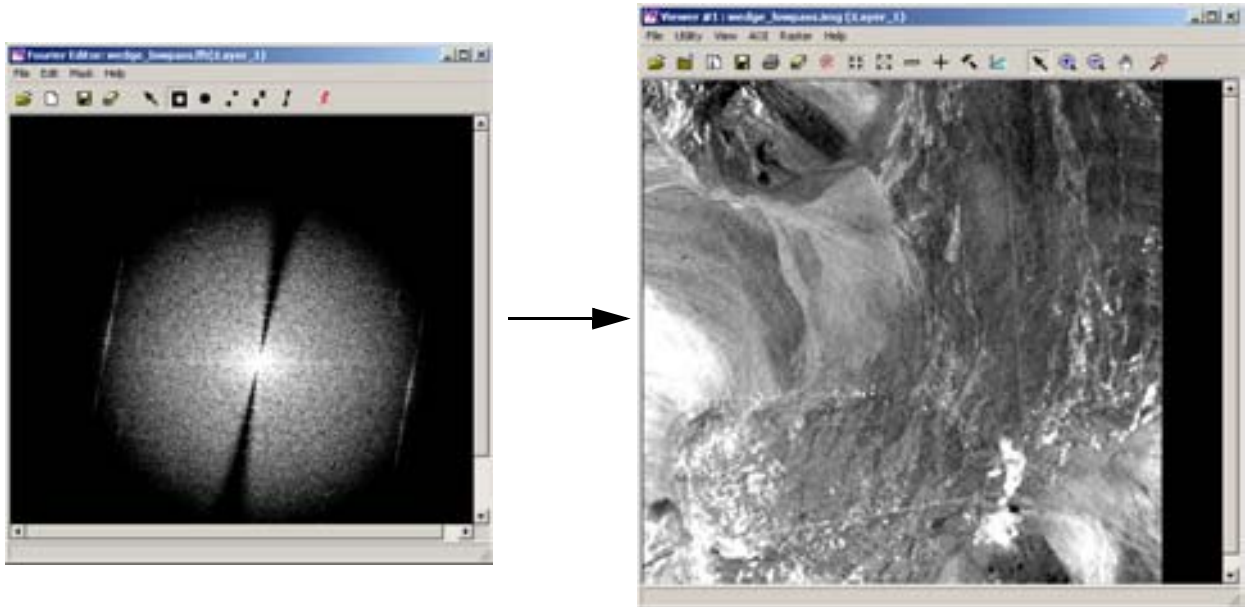 Fourier Editor: wedge_lowpass.fft(:Layer_1)
File Edit Mask Help
Viewer #1 : wedge_lowpass.img (:Layer_1)
File Utility View AOI Raster Help